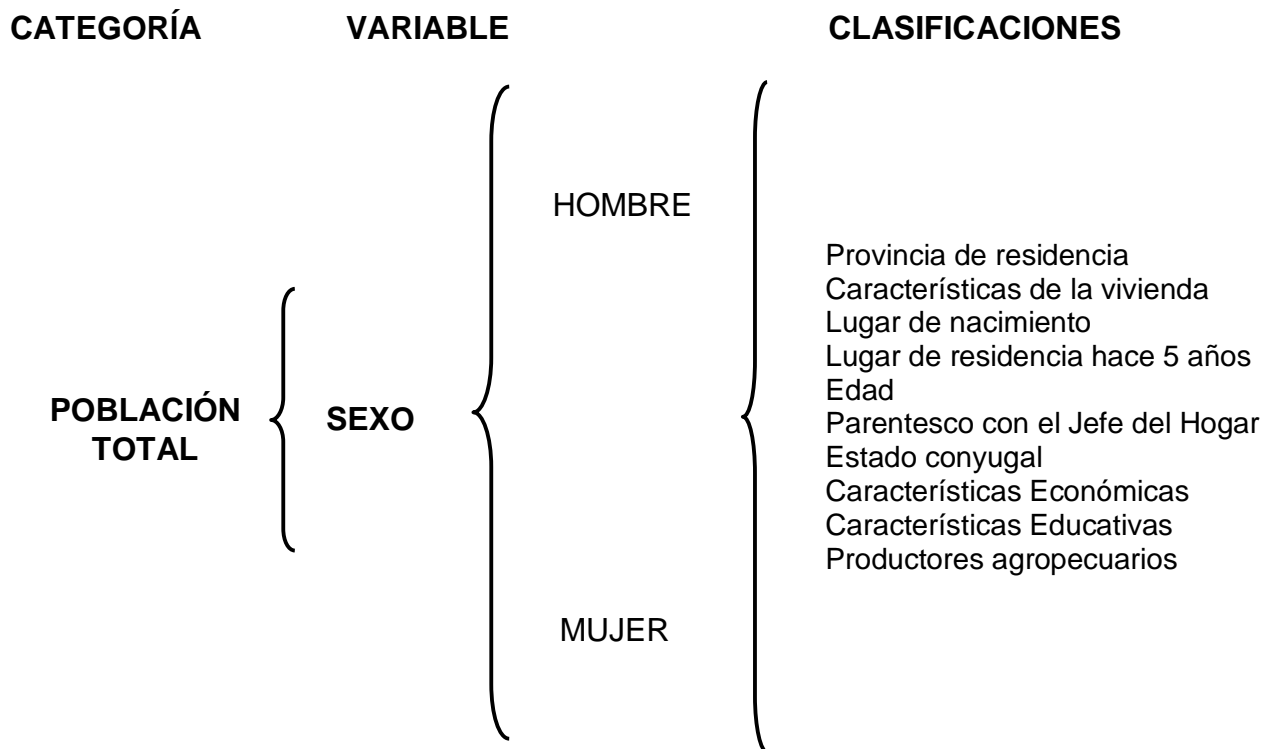 CATEGORÍA VARIABLE CLASIFICACIONES
HOMBRE
Provincia de residencia
Características de la vivienda
Lugar de nacimiento
Lugar de residencia hace 5 años
Edad
POBLACIÓN
TOTAL
SEXO
Parentesco con el Jefe del Hogar
Estado conyugal
Características Económicas
Características Educativas
Productores agropecuarios
MUJER